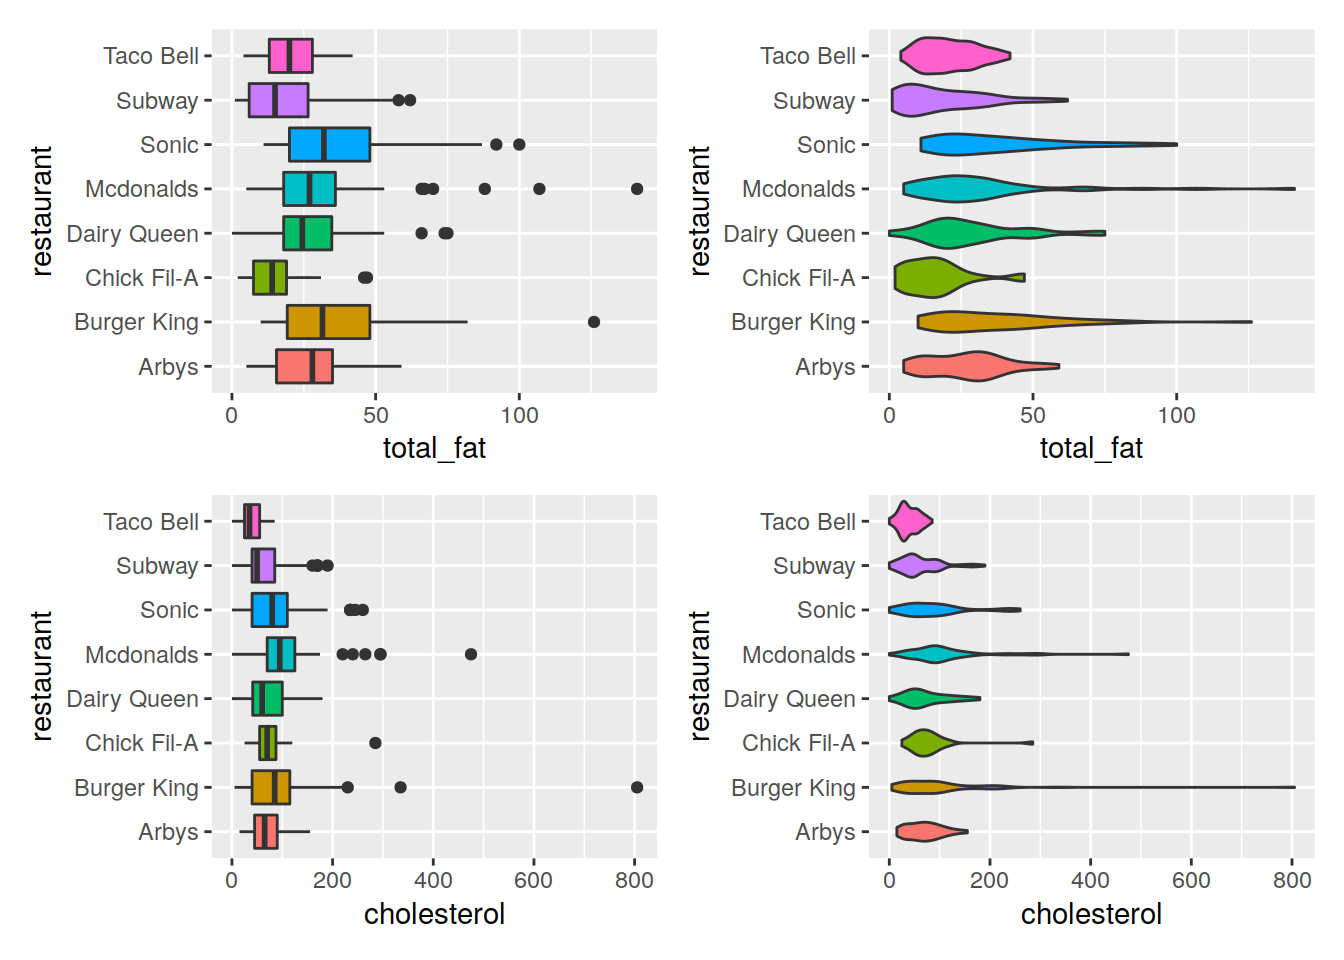 restaurant
Taco Bell
Subway
Sonic
Mcdonalds
Dairy Queen
Chick Fil-A
Burger King
Arbys
0 50 100
total_fat
restaurant
Taco Bell
Subway
Sonic
Mcdonalds
Dairy Queen
Chick Fil-A
Burger King
Arbys
0 50 100
total_fat
restaurant
Taco Bell
Subway
Sonic
Mcdonalds
Dairy Queen
Chick Fil-A
Burger King
Arbys
0 200 400 600 800
cholesterol
restaurant
Taco Bell
Subway
Sonic
Mcdonalds
Dairy Queen
Chick Fil-A
Burger King
Arbys
0 200 400 600 800
cholesterol